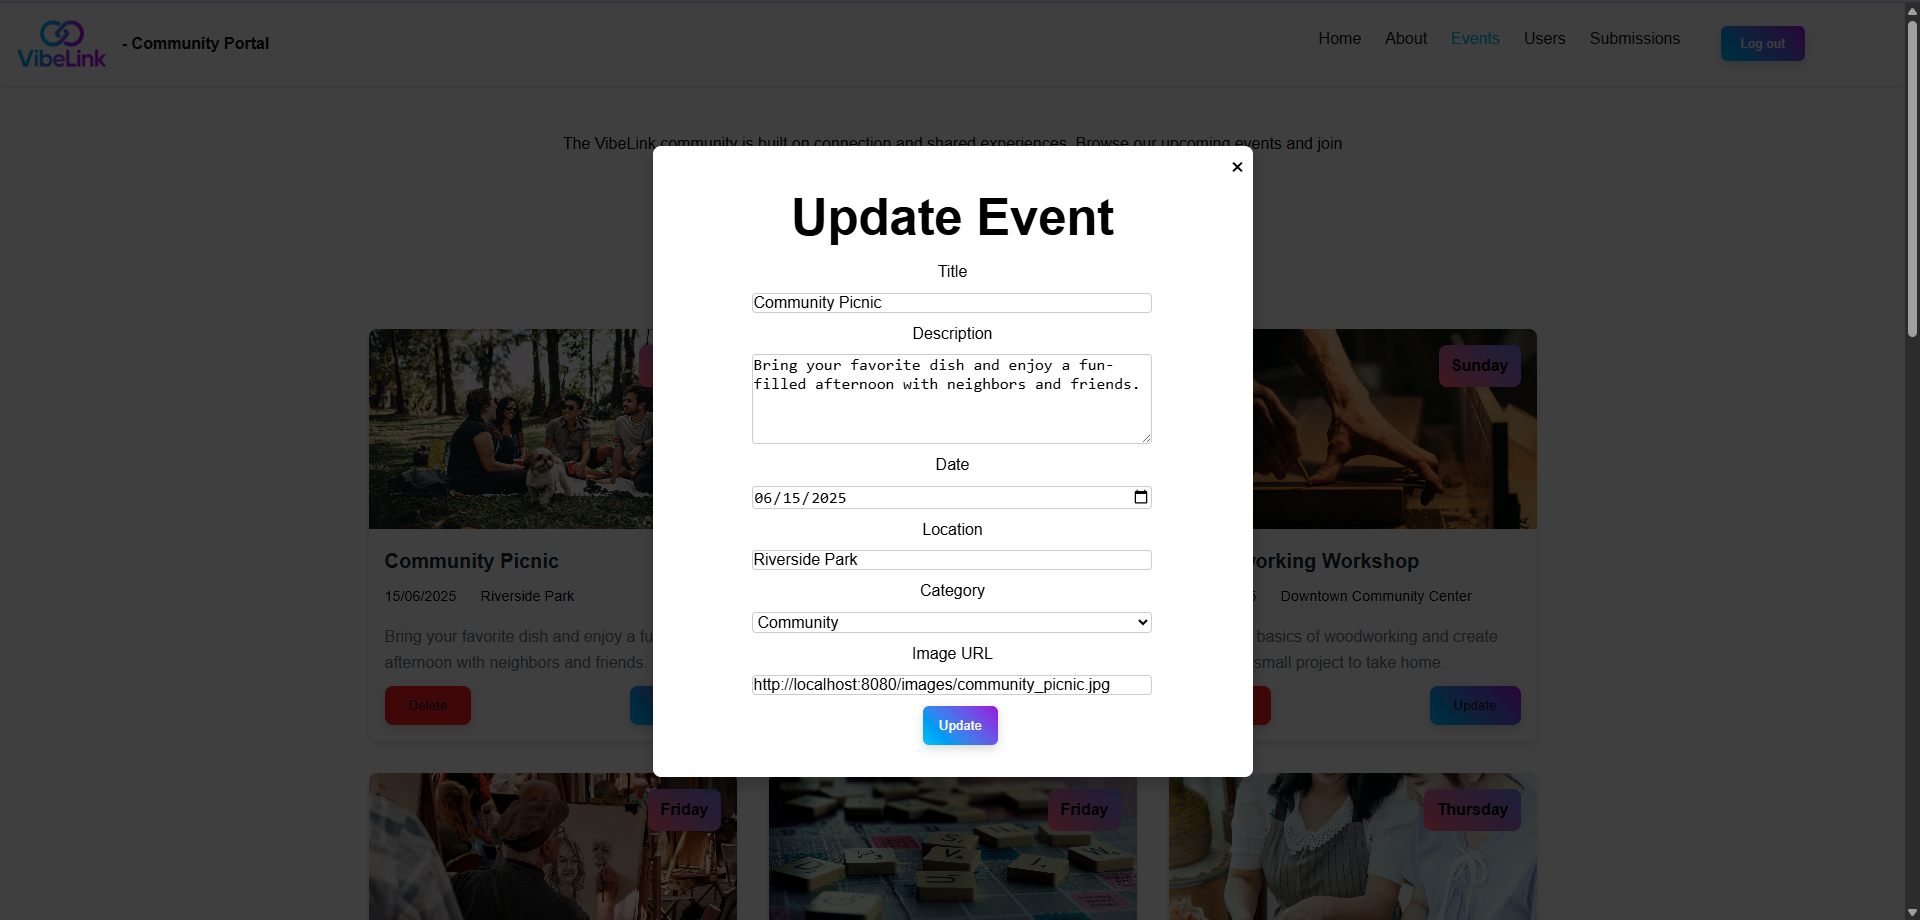 VibeLink
- Community Portal
Home
About
Events
Users
Submissions
Log out
The VibeLink community is built on connection and shared experiences. Browse our upcoming events and join
×
Update Event
Title
Community Picnic
Description
Bring your favorite dish and enjoy a fun-
filled afternoon with neighbors and friends.
Date
06/15/2025
Location
Riverside Park
Category
Community
Image URL
http://localhost:8080/images/community_picnic.jpg
Update
Community Picnic
15/06/2025 Riverside Park
Bring your favorite dish and enjoy a fu
afternoon with neighbors and friends.
Delete
Sunday
orking Workshop
Downtown Community Center
basics of woodworking and create
small project to take home.
Update
Friday
Friday
Thursday